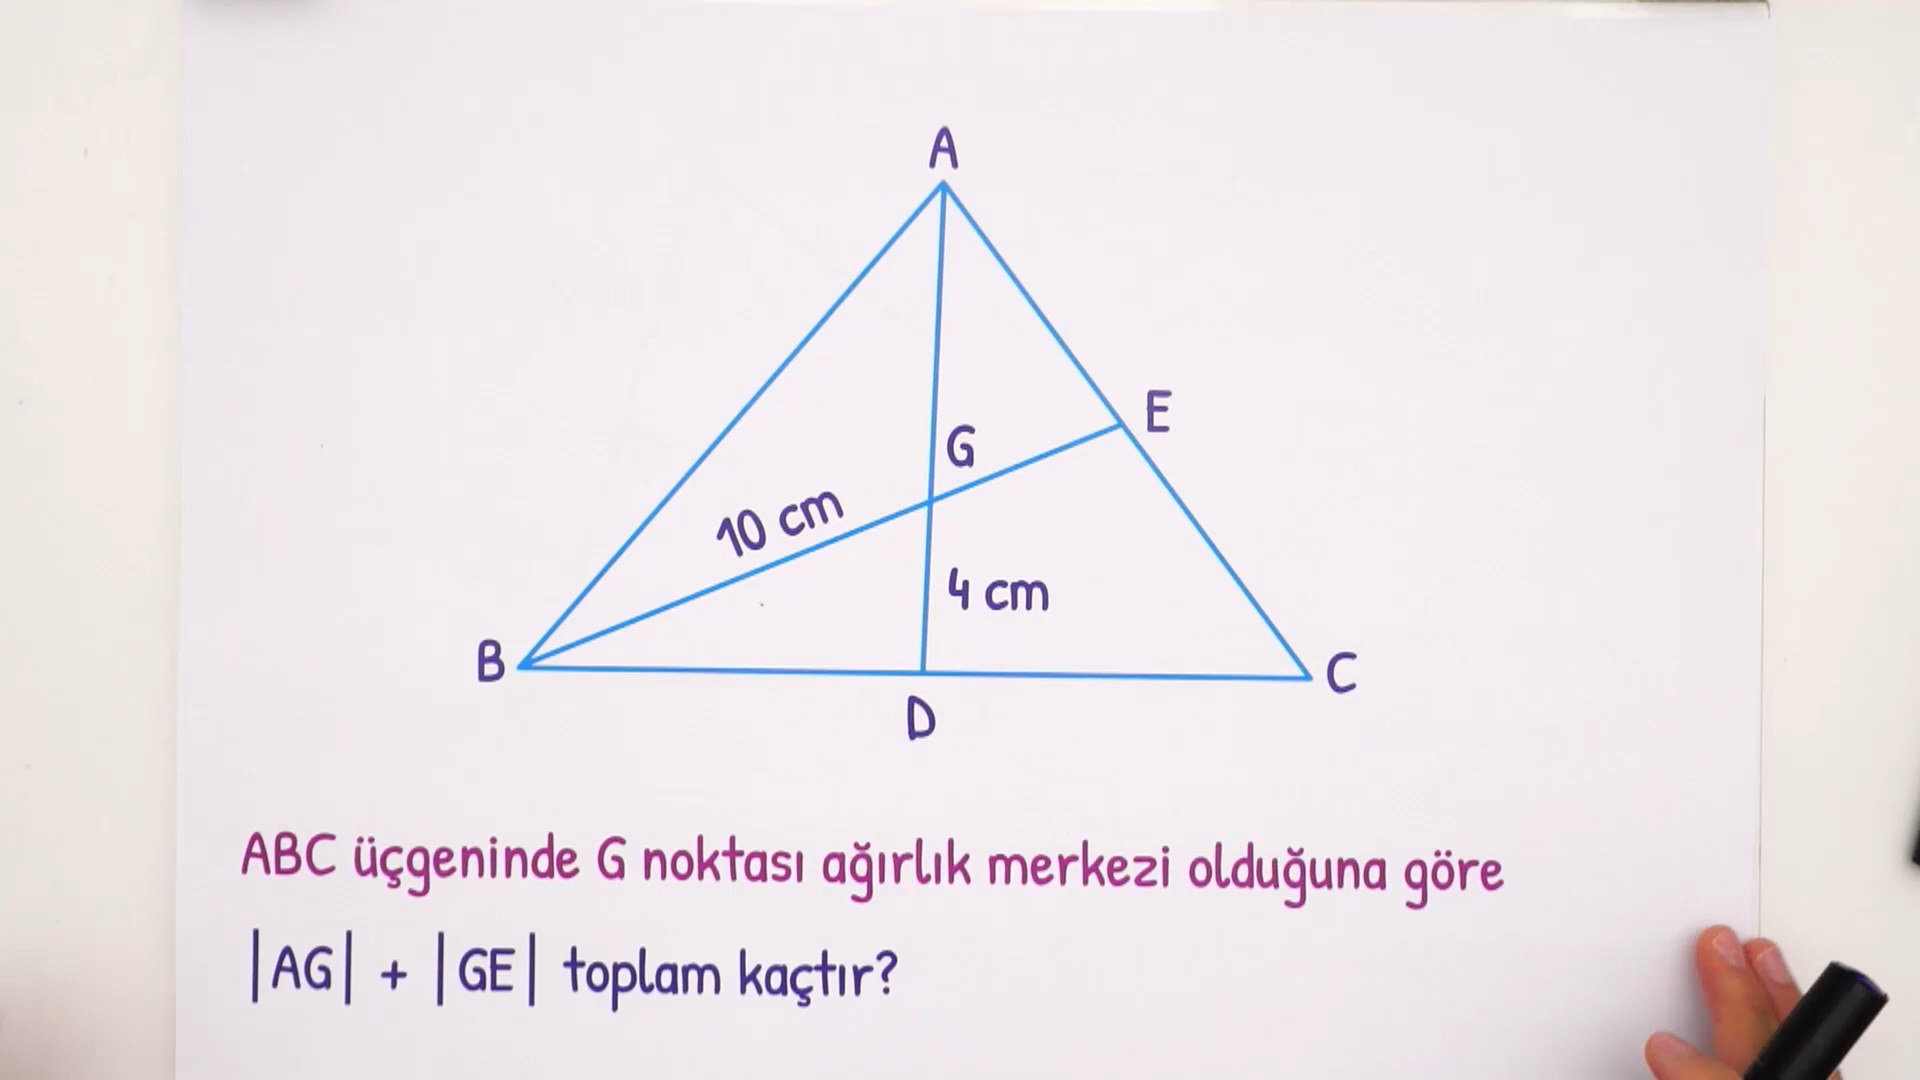 A
E
G
10 cm
4 cm
B
C
D
ABC üçgeninde G noktası ağırlık merkezi olduğuna göre
|AG| + |GE| toplam kaçtır?